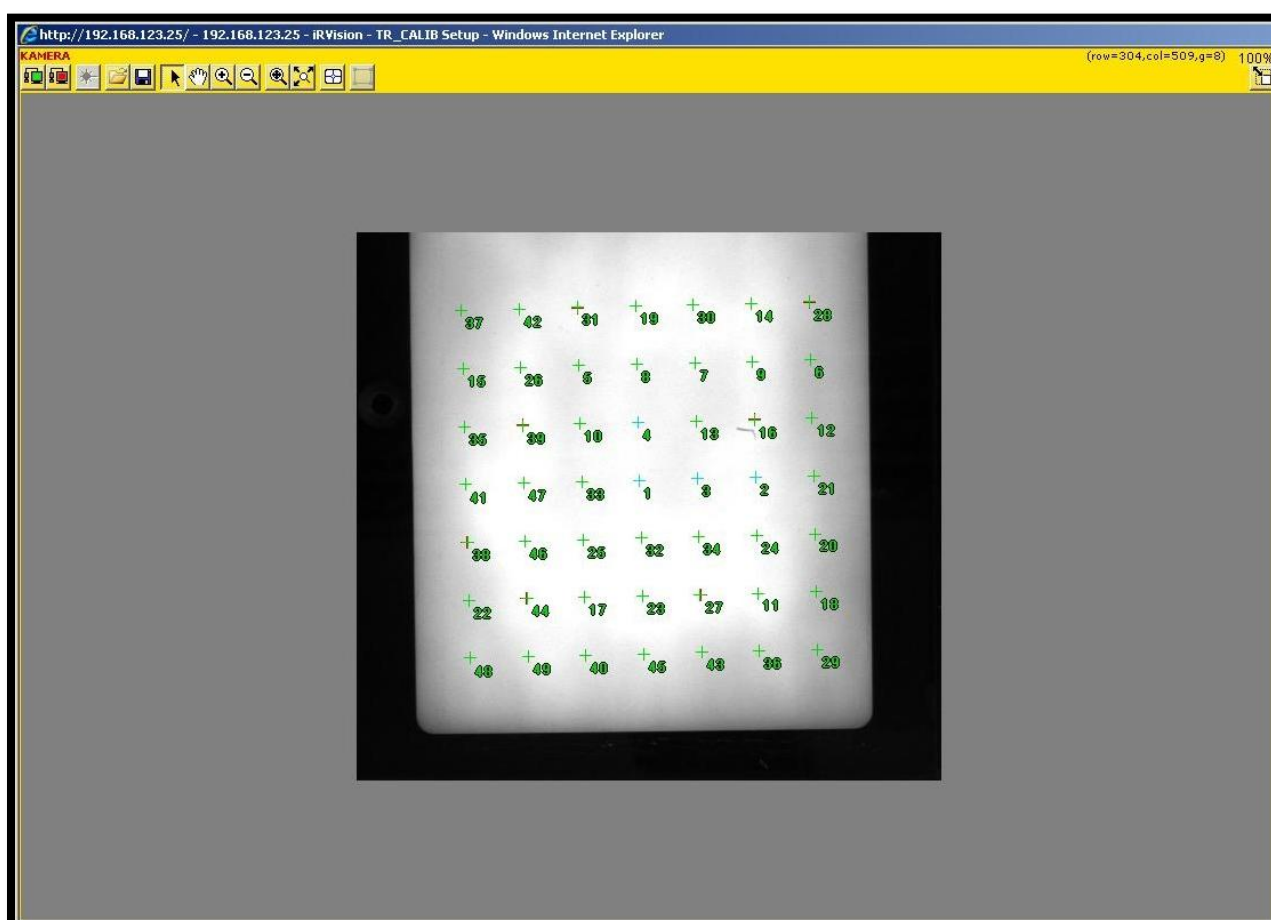 http://192.168.123.25/ - 192.168.123.25 - iRVision - TR_CALIB Setup - Windows Internet Explorer
KAMERA
(row=304,col=509,g=8) 100%
37 42 31 19 30 14 28
15 26 5 8 7 9 6
35 39 10 4 13 16 12
41 47 33 1 3 2 21
38 46 25 32 34 24 20
22 44 17 23 27 11 18
48 49 40 45 43 36 29